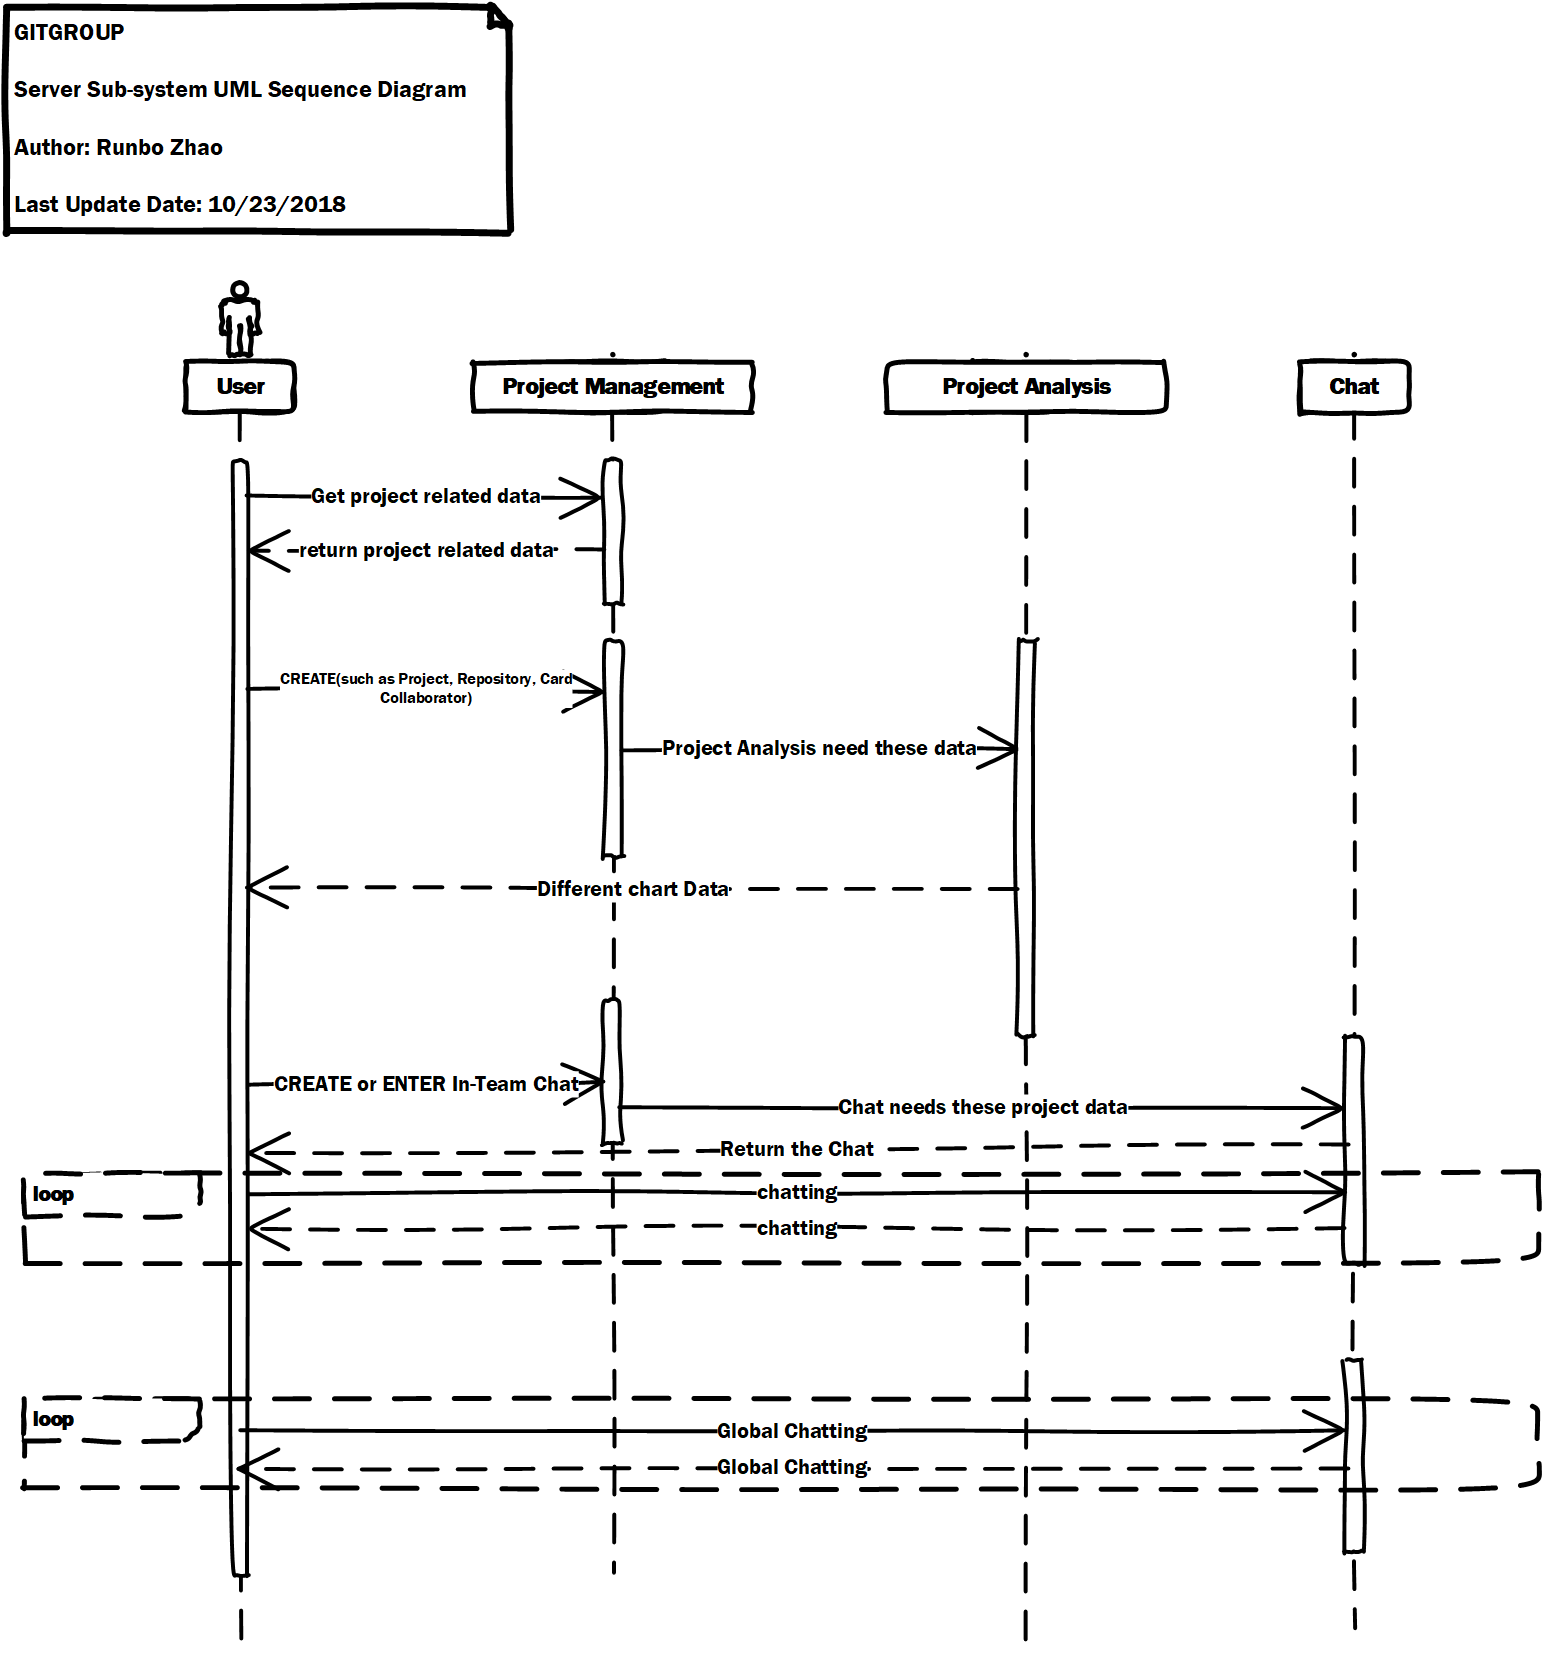 GITGROUP
Server Sub-system UML Sequence Diagram
Author: Runbo Zhao
Last Update Date: 10/23/2018
User
Project Management
Project Analysis
Chat
Get project related data
return project related data
CREATE(such as Project, Repository, Card
Collaborator)
Project Analysis need these data
Different chart Data
CREATE or ENTER In-Team Chat
Chat needs these project data
Return the Chat
loop
chatting
chatting
loop
Global Chatting
Global Chatting